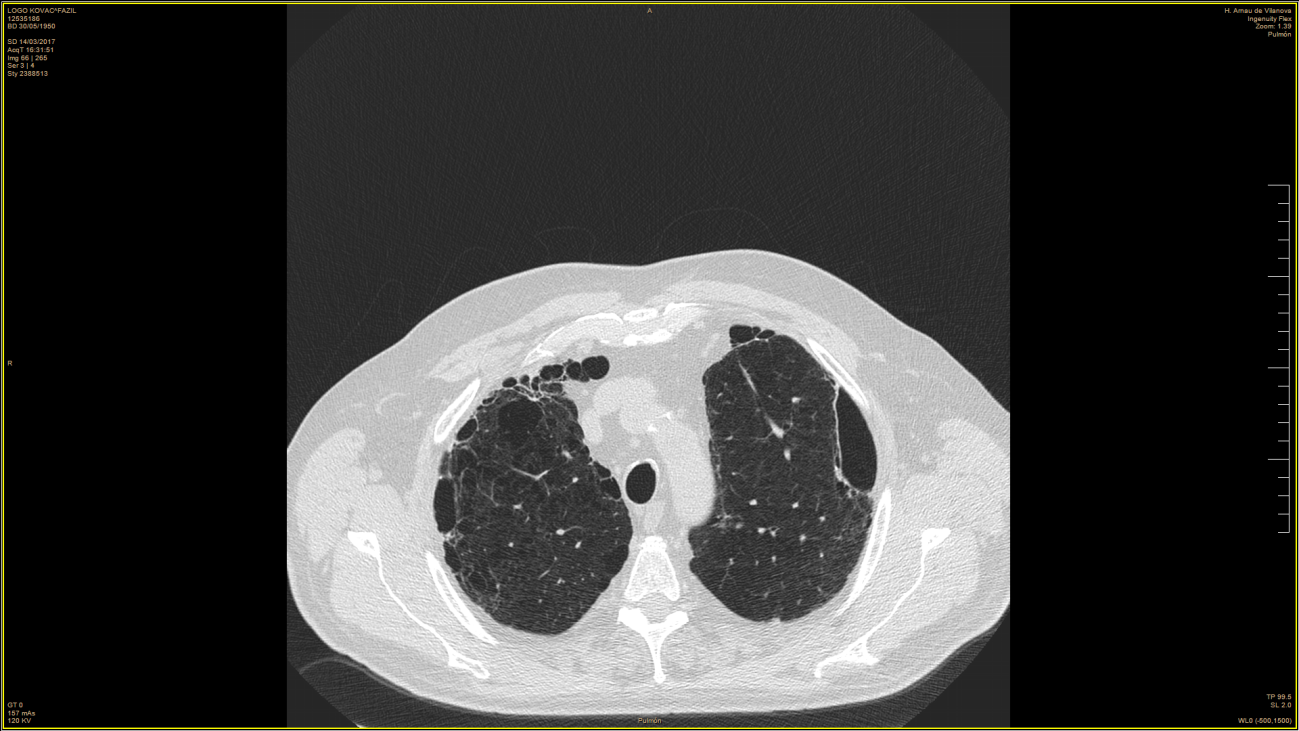 LOGO KOVAC^FAZIL
12535186
BD 30/05/1950
SD 14/03/2017
AcqT 16:31:51
Img 66 | 265
Ser 3 | 4
Sty 2388513
A
H. Arnau de Vilanova
Ingenuity Flex
Zoom: 1.39
Pulmón
R
GT 0
157 mAs
120 KV
Pulmón
TP 99.5
SL 2.0
WL0 (-500,1500)